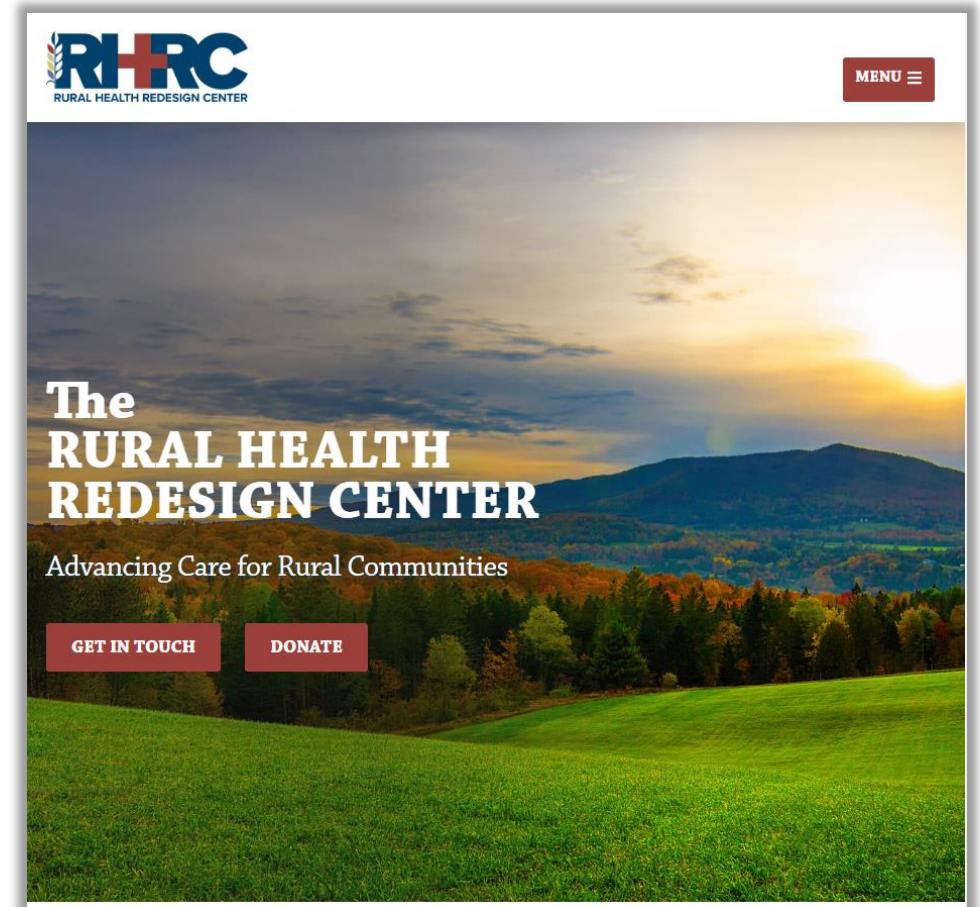 RHRC
RURAL HEALTH REDESIGN CENTER
MENU
The
RURAL HEALTH
REDESIGN CENTER
Advancing Care for Rural Communities
GET IN TOUCH
DONATE